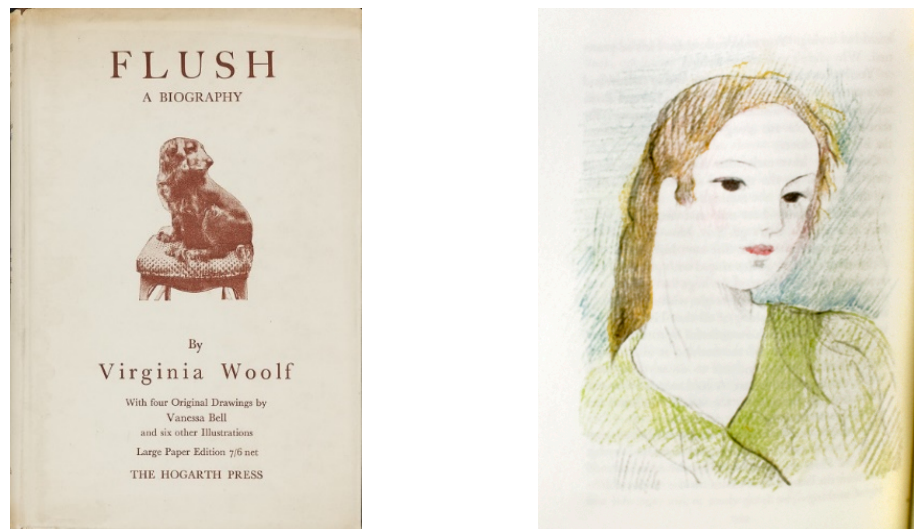 FLUSH
A BIOGRAPHY
By
Virginia Woolf
With four Original Drawings by
Vanessa Bell
and six other Illustrations
Large Paper Edition 7/6 net
THE HOGARTH PRESS